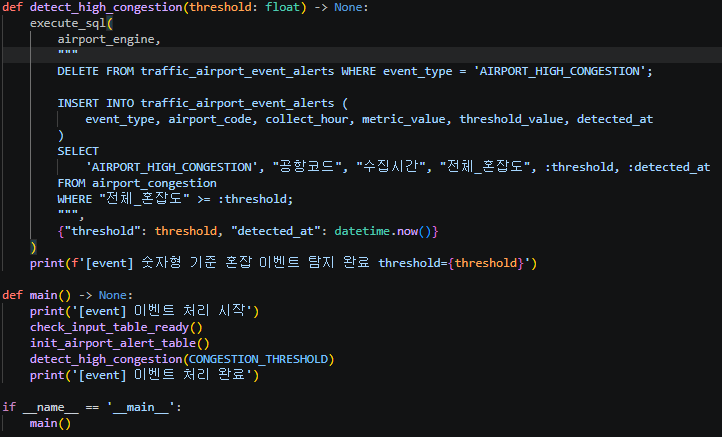 def detect_high_congestion(threshold: float) -> None:
    execute_sql(
        airport_engine,
        """
        DELETE FROM traffic_airport_event_alerts WHERE event_type = 'AIRPORT_HIGH_CONGESTION';

        INSERT INTO traffic_airport_event_alerts (
            event_type, airport_code, collect_hour, metric_value, threshold_value, detected_at
        )
        SELECT
            'AIRPORT_HIGH_CONGESTION', "공항코드", "수집시간", "전체_혼잡도", :threshold, :detected_at
        FROM airport_congestion
        WHERE "전체_혼잡도" >= :threshold;
        """,
        {"threshold": threshold, "detected_at": datetime.now()}
    )
    print(f'[event] 숫자형 기준 혼잡 이벤트 탐지 완료 threshold={threshold}')

def main() -> None:
    print('[event] 이벤트 처리 시작')
    check_input_table_ready()
    init_airport_alert_table()
    detect_high_congestion(CONGESTION_THRESHOLD)
    print('[event] 이벤트 처리 완료')

if __name__ == '__main__':
    main()